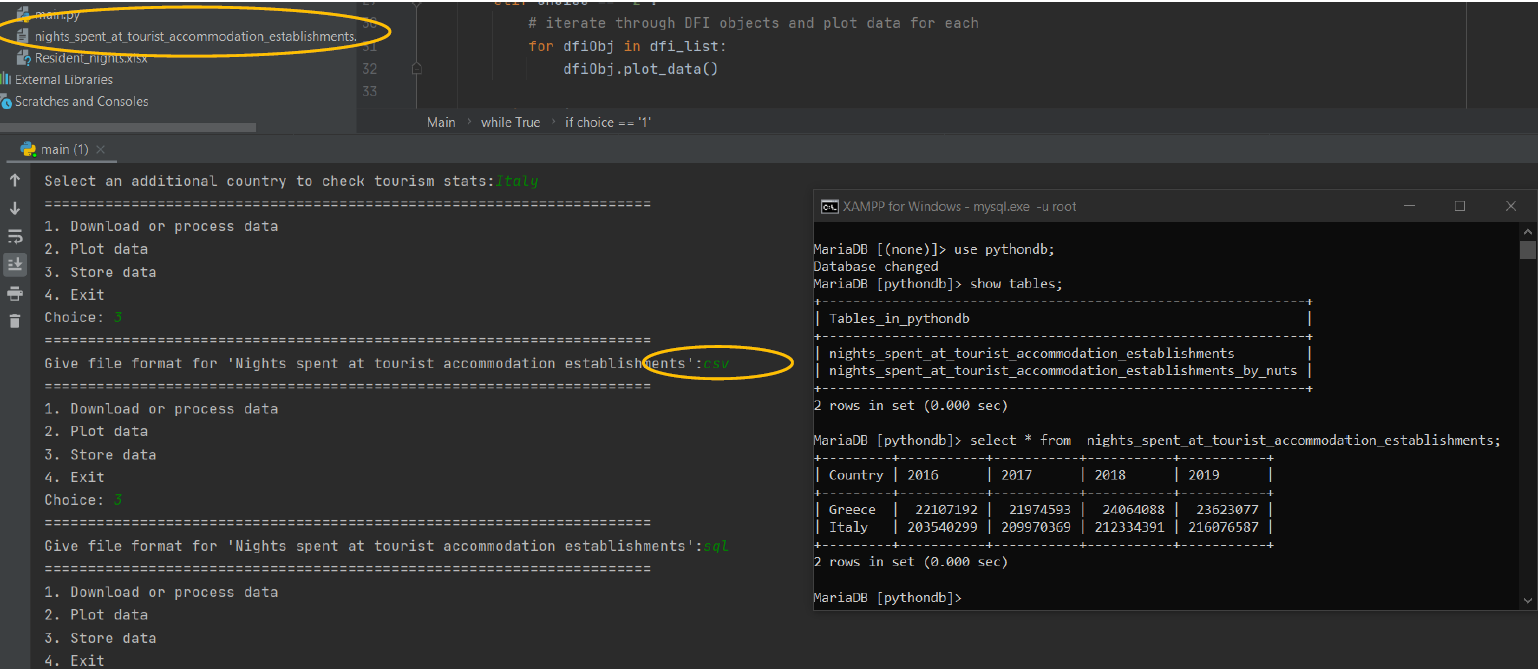 main.py
nights_spent_at_tourist_accommodation_establishments.
Resident_nights.xlsx
External Libraries
Scratches and Consoles
30 # iterate through DFI objects and plot data for each
31 for dfiObj in dfi_list:
32 dfiObj.plot_data()
33
Main › while True › if choice == '1'
main (1) ×
Select an additional country to check tourism stats:Italy
======================================================================
1. Download or process data
2. Plot data
3. Store data
4. Exit
Choice: 3
======================================================================
Give file format for 'Nights spent at tourist accommodation establishments':csv
======================================================================
1. Download or process data
2. Plot data
3. Store data
4. Exit
Choice: 3
======================================================================
Give file format for 'Nights spent at tourist accommodation establishments':sql
======================================================================
1. Download or process data
2. Plot data
3. Store data
4. Exit
XAMPP for Windows - mysql.exe -u root
MariaDB [(none)]> use pythondb;
Database changed
MariaDB [pythondb]> show tables;
+--------------------------------------------------------+
| Tables_in_pythondb |
+--------------------------------------------------------+
| nights_spent_at_tourist_accommodation_establishments |
| nights_spent_at_tourist_accommodation_establishments_by_nuts |
+--------------------------------------------------------+
2 rows in set (0.000 sec)
MariaDB [pythondb]> select * from  nights_spent_at_tourist_accommodation_establishments;
+---------+-----------+-----------+-----------+-----------+
| Country | 2016 | 2017 | 2018 | 2019 |
+---------+-----------+-----------+-----------+-----------+
| Greece | 22107192 | 21974593 | 24064088 | 23623077 |
| Italy | 203540299 | 209970369 | 212334391 | 216076587 |
+---------+-----------+-----------+-----------+-----------+
2 rows in set (0.000 sec)
MariaDB [pythondb]>